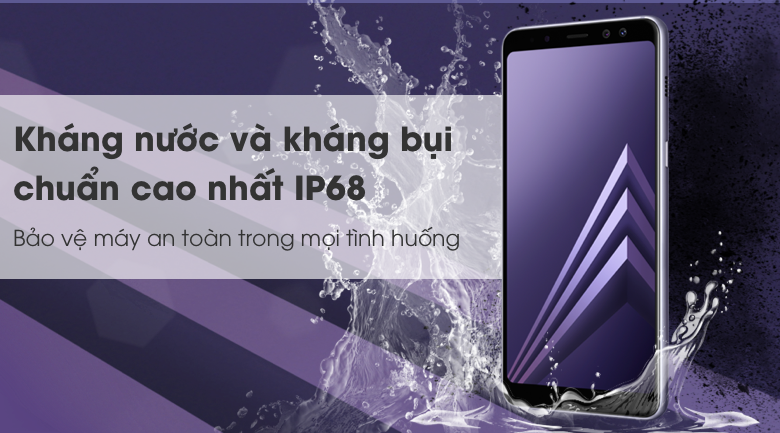 Kháng nước và kháng bụi
chuẩn cao nhất IP68
Bảo vệ máy an toàn trong mọi tình huống